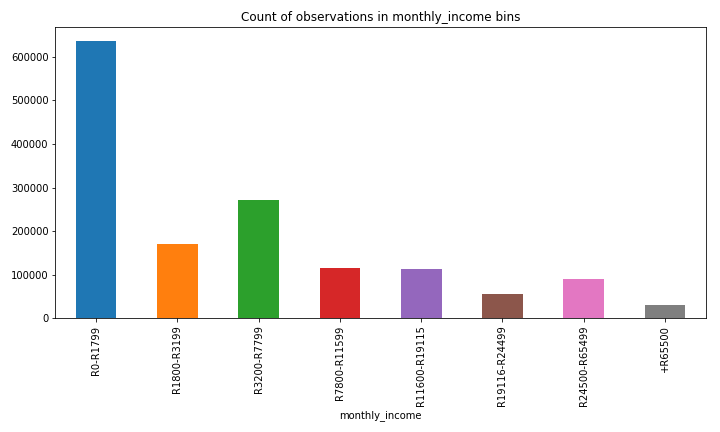 Count of observations in monthly_income bins
600000
500000
400000
300000
200000
100000
0
R0-R1799
R1800-R3199
R3200-R7799
R7800-R11599
R11600-R19115
R19116-R24499
R24500-R65499
+R65500
monthly_income